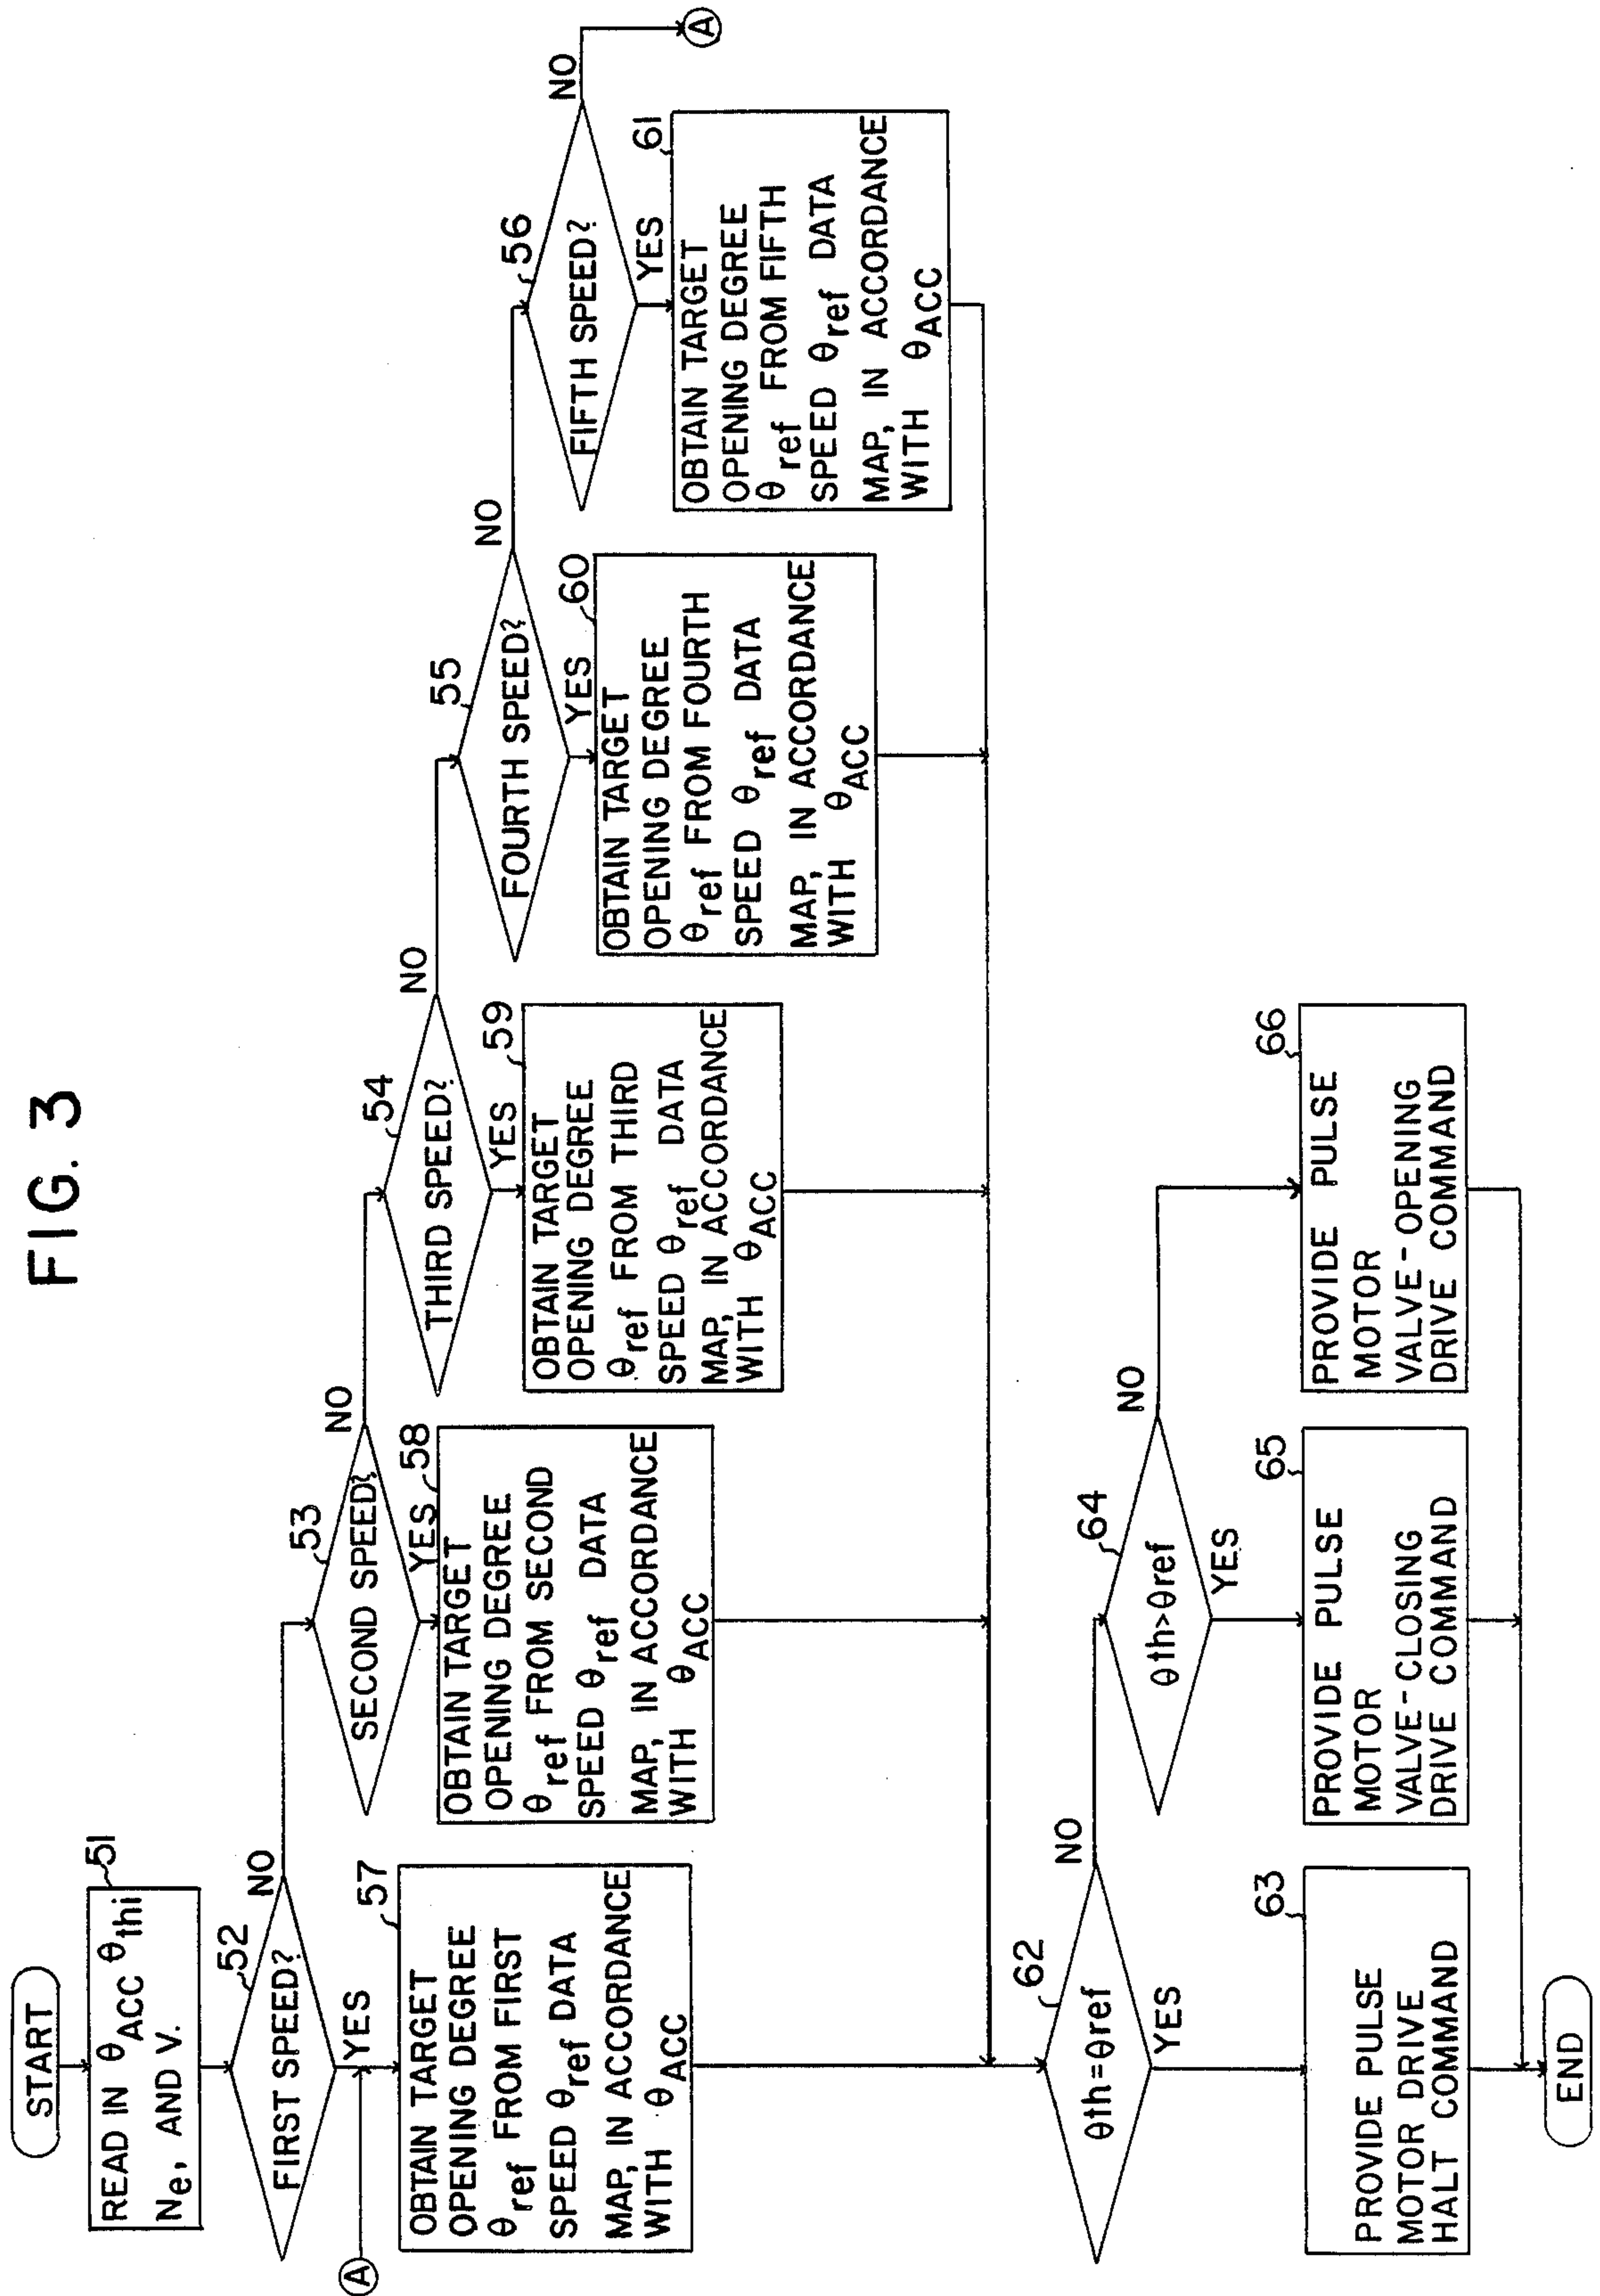 FIG. 3
START
51
READ IN θACC θthi
Ne, AND V.
52
FIRST SPEED?
NO
YES
A
57
OBTAIN TARGET
OPENING DEGREE
θref FROM FIRST
SPEED θref DATA
MAP, IN ACCORDANCE
WITH θACC
53
SECOND SPEED?
NO
YES
58
OBTAIN TARGET
OPENING DEGREE
θref FROM SECOND
SPEED θref DATA
MAP, IN ACCORDANCE
WITH θACC
54
THIRD SPEED?
NO
YES
59
OBTAIN TARGET
OPENING DEGREE
θref FROM THIRD
SPEED θref DATA
MAP, IN ACCORDANCE
WITH θACC
55
FOURTH SPEED?
NO
YES
60
OBTAIN TARGET
OPENING DEGREE
θref FROM FOURTH
SPEED θref DATA
MAP, IN ACCORDANCE
WITH θACC
56
FIFTH SPEED?
NO
A
YES
61
OBTAIN TARGET
OPENING DEGREE
θref FROM FIFTH
SPEED θref DATA
MAP, IN ACCORDANCE
WITH θACC
62
θth=θref
NO
YES
63
PROVIDE PULSE
MOTOR DRIVE
HALT COMMAND
64
θth>θref
NO
YES
65
PROVIDE PULSE
MOTOR
VALVE-CLOSING
DRIVE COMMAND
66
PROVIDE PULSE
MOTOR
VALVE-OPENING
DRIVE COMMAND
END